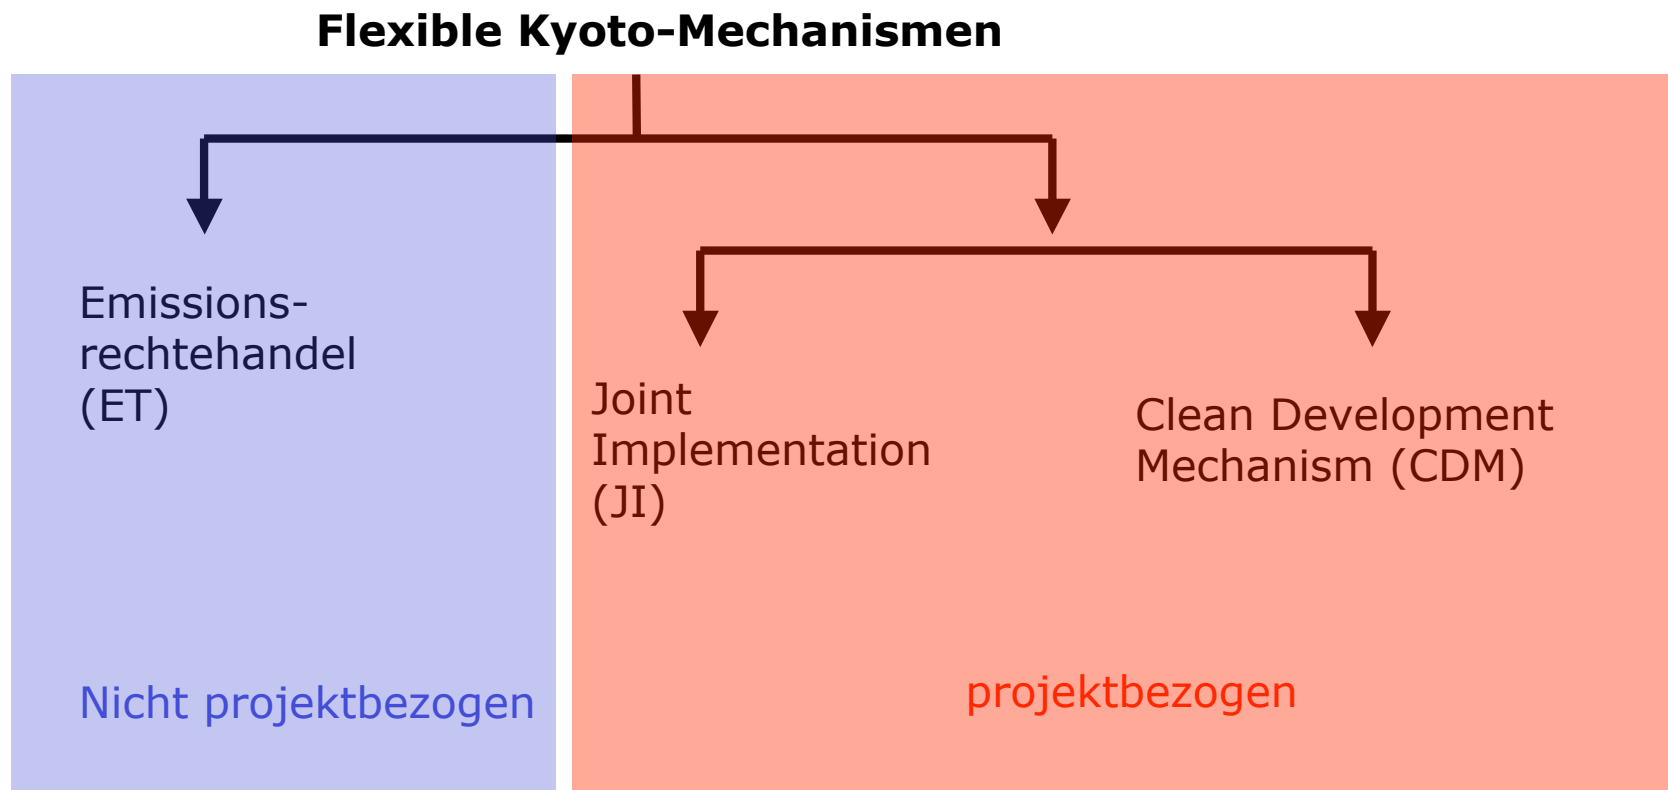 Flexible Kyoto-Mechanismen
Emissions-
rechtehandel
(ET)
Joint
Implementation
(JI)
Clean Development
Mechanism (CDM)
Nicht projektbezogen
projektbezogen